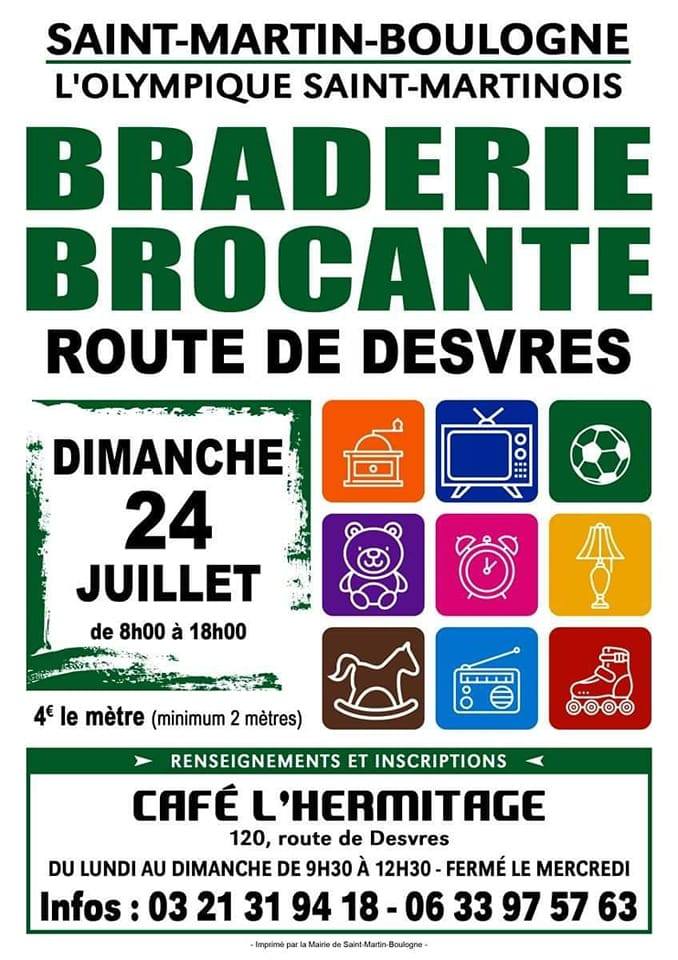 SAINT-MARTIN-BOULOGNE
L'OLYMPIQUE SAINT-MARTINOIS
BRADERIE
BROCANTE
ROUTE DE DESVRES
DIMANCHE
24
JUILLET
de 8h00 à 18h00
4€ le mètre (minimum 2 mètres)
RENSEIGNEMENTS ET INSCRIPTIONS
CAFÉ L'HERMITAGE
120, route de Desvres
DU LUNDI AU DIMANCHE DE 9H30 À 12H30 - FERMÉ LE MERCREDI
Infos : 03 21 31 94 18 - 06 33 97 57 63
- Imprimé par la Mairie de Saint-Martin-Boulogne -